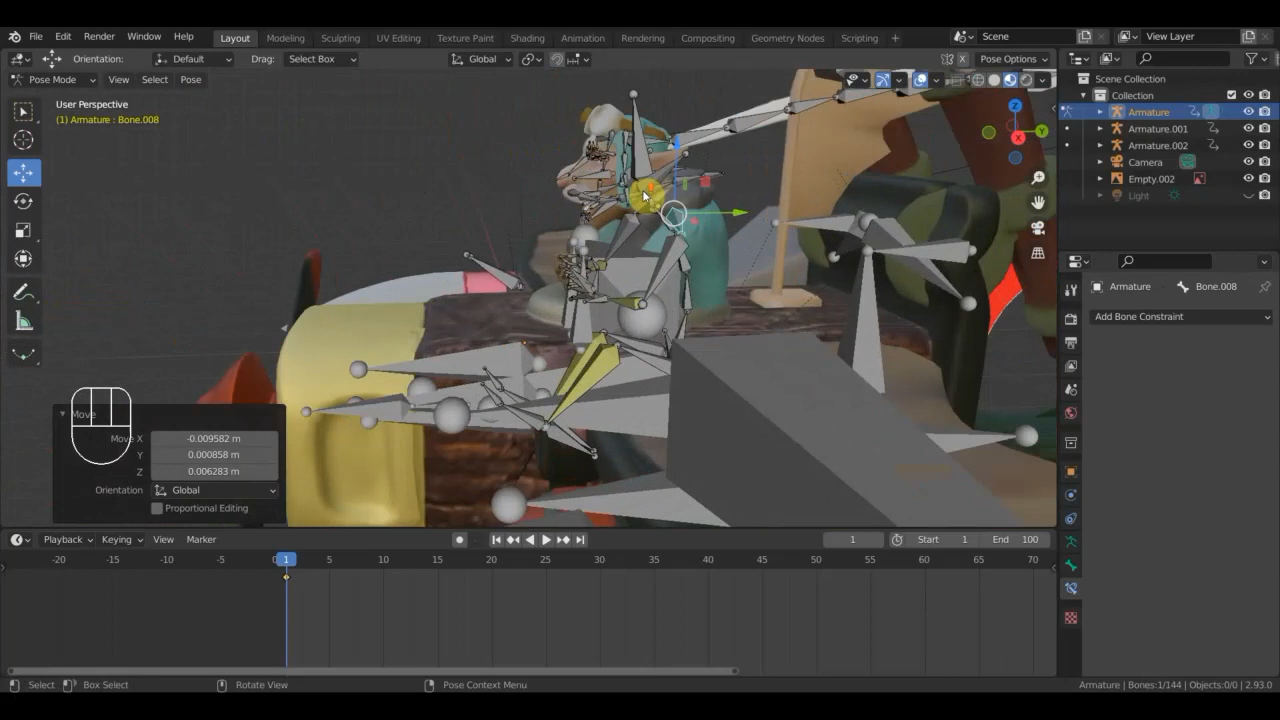 File Edit Render Window Help Layout Modeling Sculpting UV Editing Texture Paint Shading Animation Rendering Compositing Geometry Nodes Scripting + Scene View Layer
Orientation: Default Drag: Select Box Global X Pose Options
Pose Mode View Select Pose
User Perspective
(1) Armature : Bone.008
Z
Y
X
Scene Collection
Collection
Armature
Armature.001
Armature.002
Camera
Empty.002
Light
Armature Bone.008
Add Bone Constraint
Move
Move X -0.009582 m
Y 0.000858 m
Z 0.006283 m
Orientation Global
Proportional Editing
Playback Keying View Marker 1 Start 1 End 100
-20 -15 -10 -5 0 1 5 10 15 20 25 30 35 40 45 50 55 60 65 70
Select Box Select Rotate View Pose Context Menu Armature | Bones:1/144 | Objects:0/0 | 2.93.0